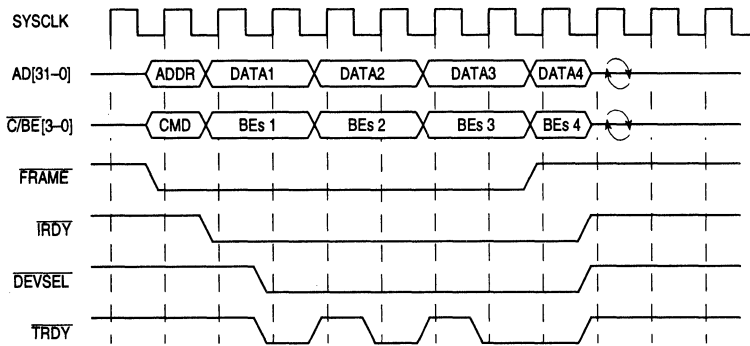 SYSCLK
AD[31–0] ADDR DATA1 DATA2 DATA3 DATA4
C/BE[3–0] CMD BEs 1 BEs 2 BEs 3 BEs 4
FRAME
IRDY
DEVSEL
TRDY